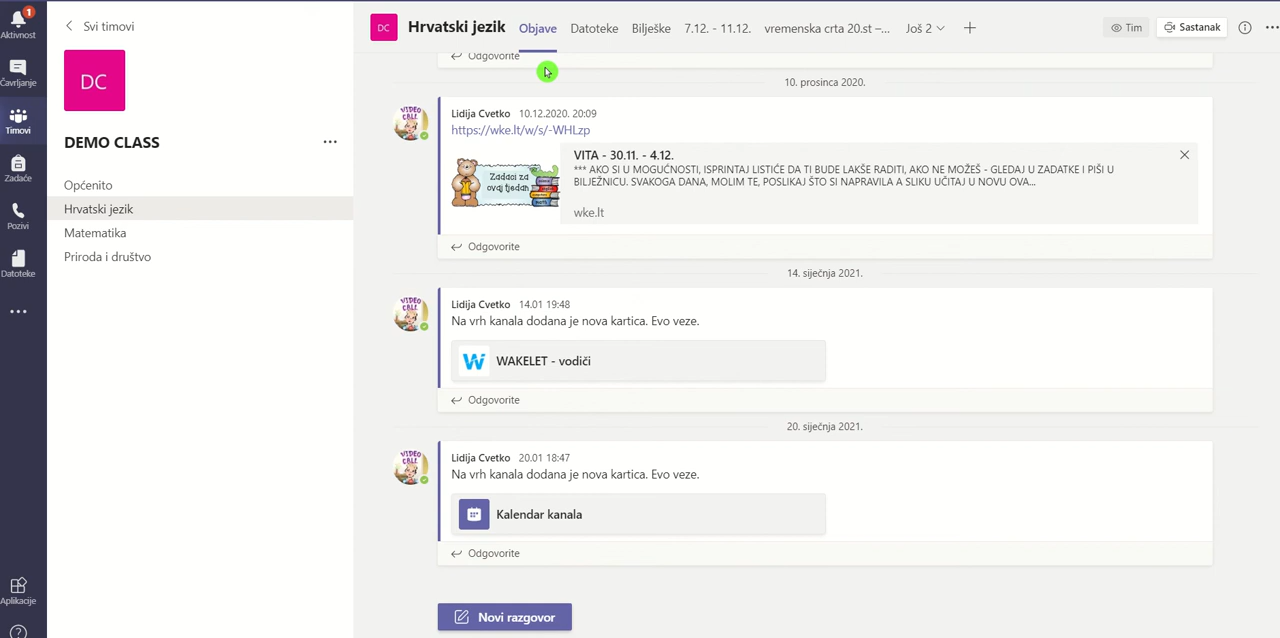 1
Aktivnost
Čavrljanje
Timovi
Zadaće
Pozivi
Datoteke
Aplikacije
Svi timovi
DC
DEMO CLASS
Općenito
Hrvatski jezik
Matematika
Priroda i društvo
DC Hrvatski jezik Objave Datoteke Bilješke 7.12. - 11.12. vremenska crta 20.st –... Još 2 Tim Sastanak
Odgovorite
10. prosinca 2020.
VIDEO CALL
Lidija Cvetko 10.12.2020. 20:09
https://wke.lt/w/s/-WHLzp
Zadaci za
ovaj tjedan
VITA - 30.11. - 4.12.
*** AKO SI U MOGUĆNOSTI, ISPRINTAJ LISTIĆE DA TI BUDE LAKŠE RADITI, AKO NE MOŽEŠ - GLEDAJ U ZADATKE I PIŠI U
BILJEŽNICU. SVAKOGA DANA, MOLIM TE, POSLIKAJ ŠTO SI NAPRAVILA A SLIKU UČITAJ U NOVU OVA...
wke.lt
Odgovorite
14. siječnja 2021.
VIDEO CALL
Lidija Cvetko 14.01 19:48
Na vrh kanala dodana je nova kartica. Evo veze.
W WAKELET - vodiči
Odgovorite
20. siječnja 2021.
VIDEO CALL
Lidija Cvetko 20.01 18:47
Na vrh kanala dodana je nova kartica. Evo veze.
Kalendar kanala
Odgovorite
Novi razgovor